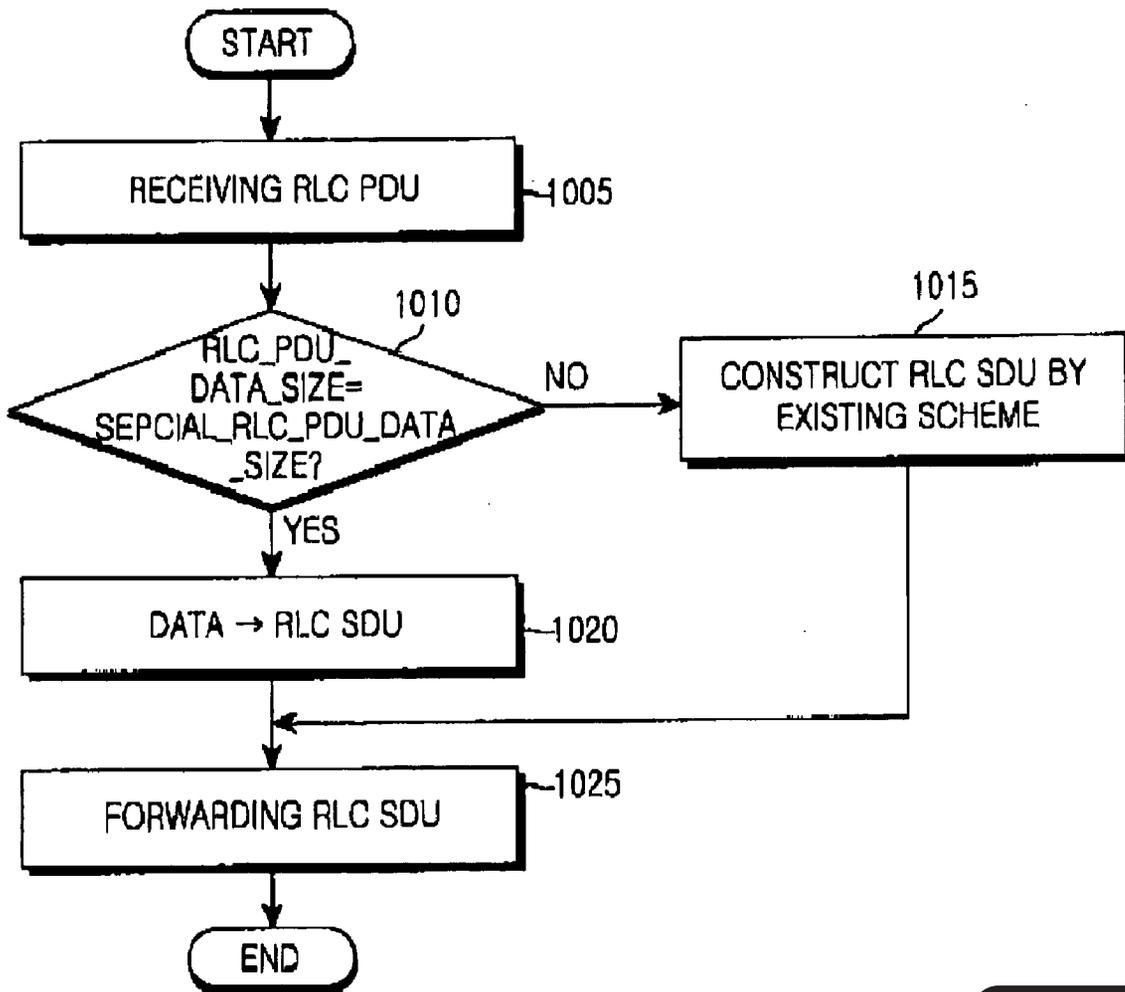 START
RECEIVING RLC PDU
1005
1010
RLC_PDU_
DATA_SIZE=
SEPCIAL_RLC_PDU_DATA
_SIZE?
NO
1015
CONSTRUCT RLC SDU BY
EXISTING SCHEME
YES
DATA → RLC SDU
1020
FORWARDING RLC SDU
1025
END